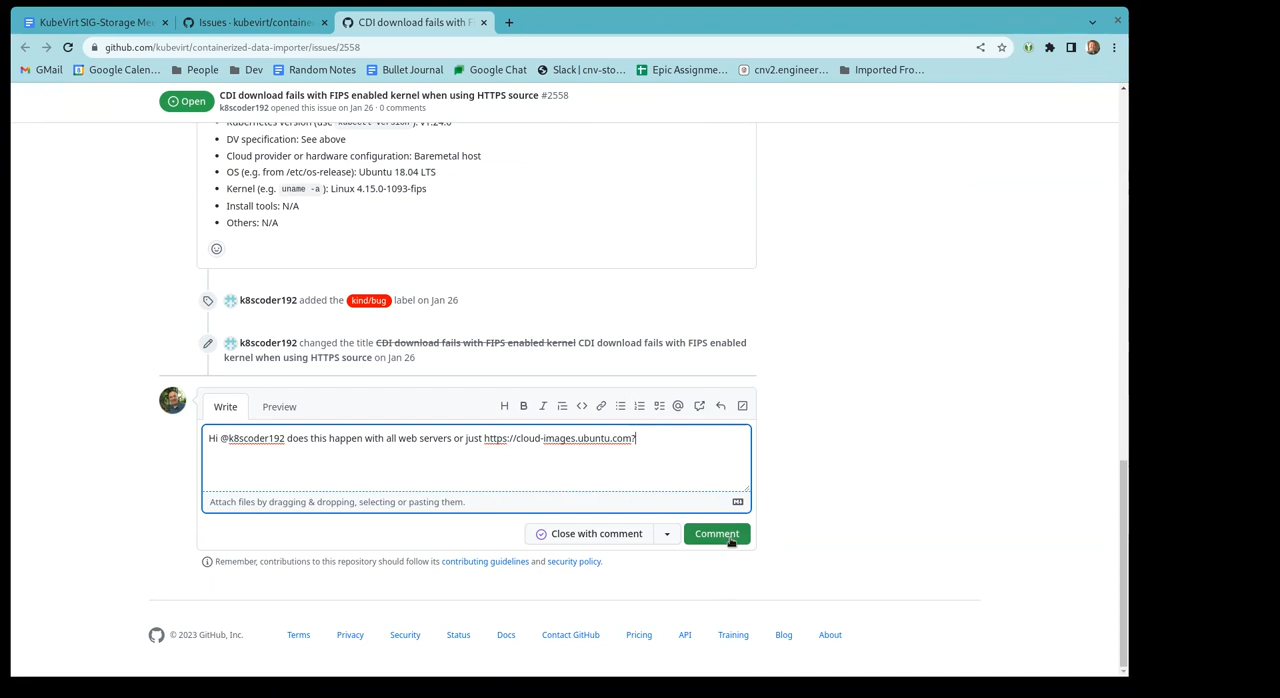 KubeVirt SIG-Storage Me
Issues · kubevirt/containe
CDI download fails with F
github.com/kubevirt/containerized-data-importer/issues/2558
GMail
Google Calen…
People
Dev
Random Notes
Bullet Journal
Google Chat
Slack | cnv-sto…
Epic Assignme…
cnv2.engineer…
Imported Fro…
Open
CDI download fails with FIPS enabled kernel when using HTTPS source #2558
k8scoder192 opened this issue on Jan 26 · 0 comments
Kubernetes version (use kubectl version): v1.24.6
DV specification: See above
Cloud provider or hardware configuration: Baremetal host
OS (e.g. from /etc/os-release): Ubuntu 18.04 LTS
Kernel (e.g. uname -a): Linux 4.15.0-1093-fips
Install tools: N/A
Others: N/A
k8scoder192 added the kind/bug label on Jan 26
k8scoder192 changed the title CDI download fails with FIPS enabled kernel CDI download fails with FIPS enabled
kernel when using HTTPS source on Jan 26
Write
Preview
Hi @k8scoder192 does this happen with all web servers or just https://cloud-images.ubuntu.com?
Attach files by dragging & dropping, selecting or pasting them.
Close with comment
Comment
Remember, contributions to this repository should follow its contributing guidelines and security policy.
© 2023 GitHub, Inc.
Terms
Privacy
Security
Status
Docs
Contact GitHub
Pricing
API
Training
Blog
About